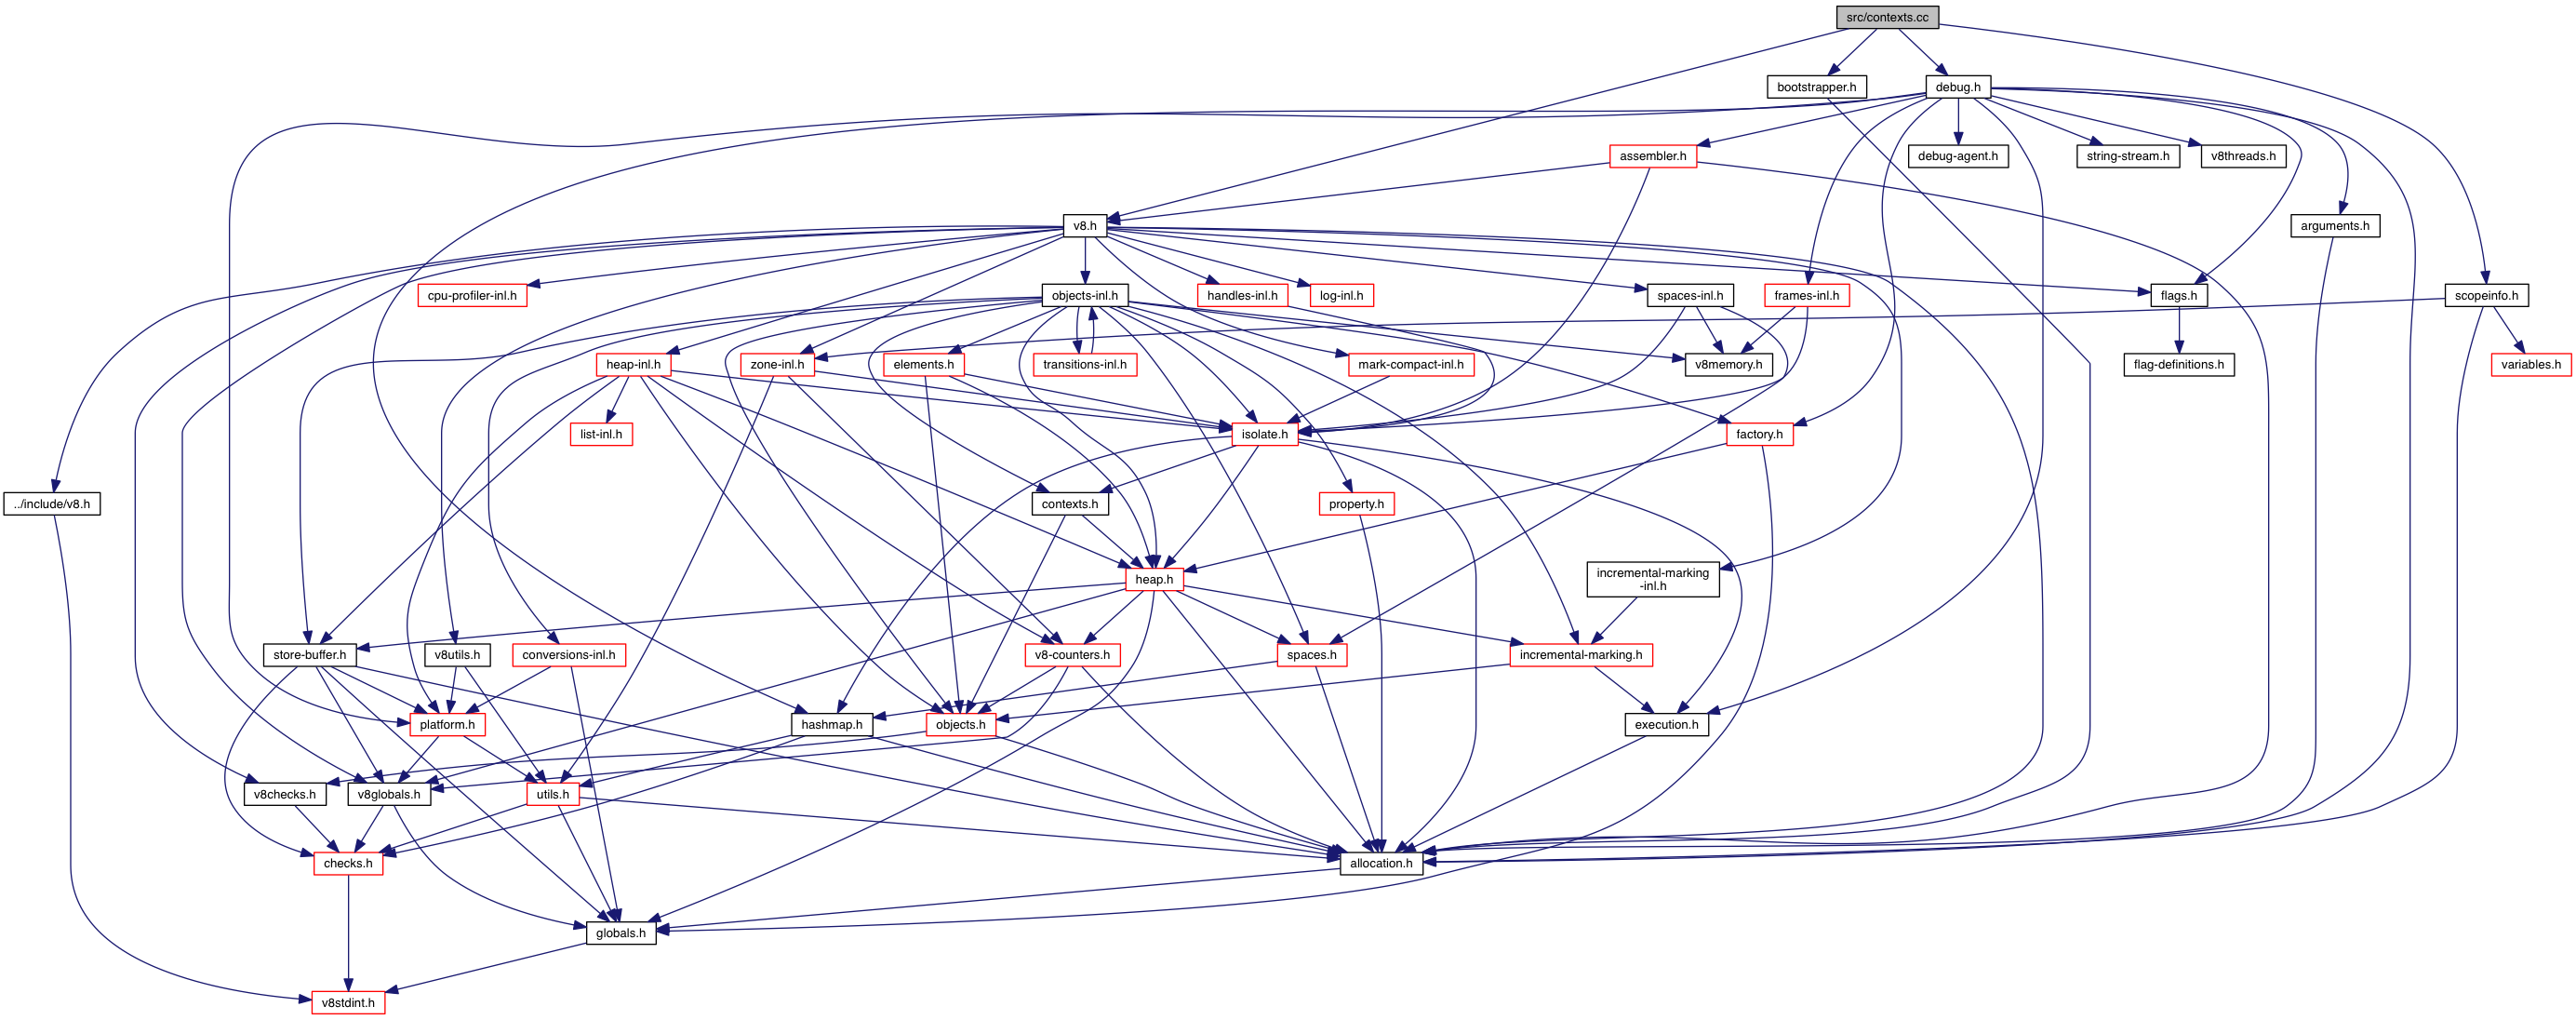 src/contexts.cc
bootstrapper.h
debug.h
assembler.h
debug-agent.h
string-stream.h
v8threads.h
v8.h
arguments.h
cpu-profiler-inl.h
objects-inl.h
handles-inl.h
log-inl.h
spaces-inl.h
frames-inl.h
flags.h
scopeinfo.h
heap-inl.h
zone-inl.h
elements.h
transitions-inl.h
mark-compact-inl.h
v8memory.h
flag-definitions.h
variables.h
list-inl.h
isolate.h
factory.h
../include/v8.h
contexts.h
property.h
heap.h
incremental-marking
-inl.h
store-buffer.h
v8utils.h
conversions-inl.h
v8-counters.h
spaces.h
incremental-marking.h
platform.h
hashmap.h
objects.h
execution.h
v8checks.h
v8globals.h
utils.h
checks.h
allocation.h
globals.h
v8stdint.h